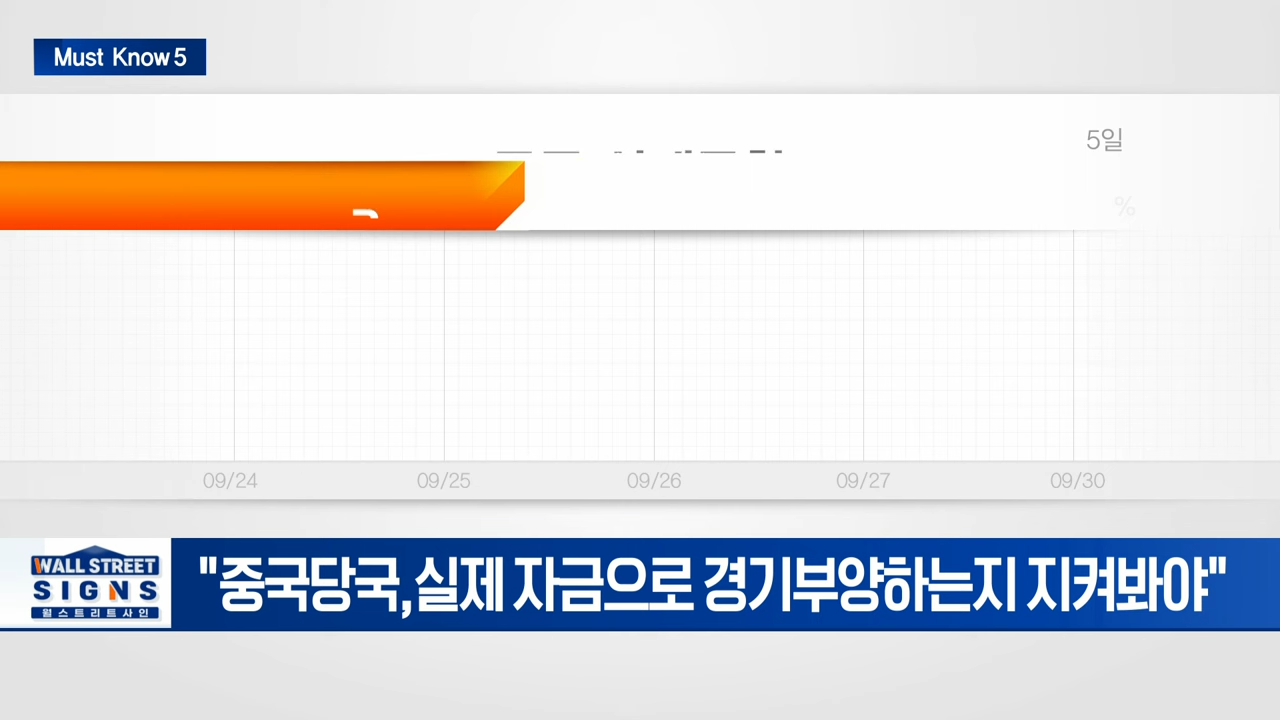 Must Know 5
5일
%
09/24 09/25 09/26 09/27 09/30
WALL STREET
SIGNS
월스트리트사인
"중국당국, 실제 자금으로 경기부양하는지 지켜봐야"